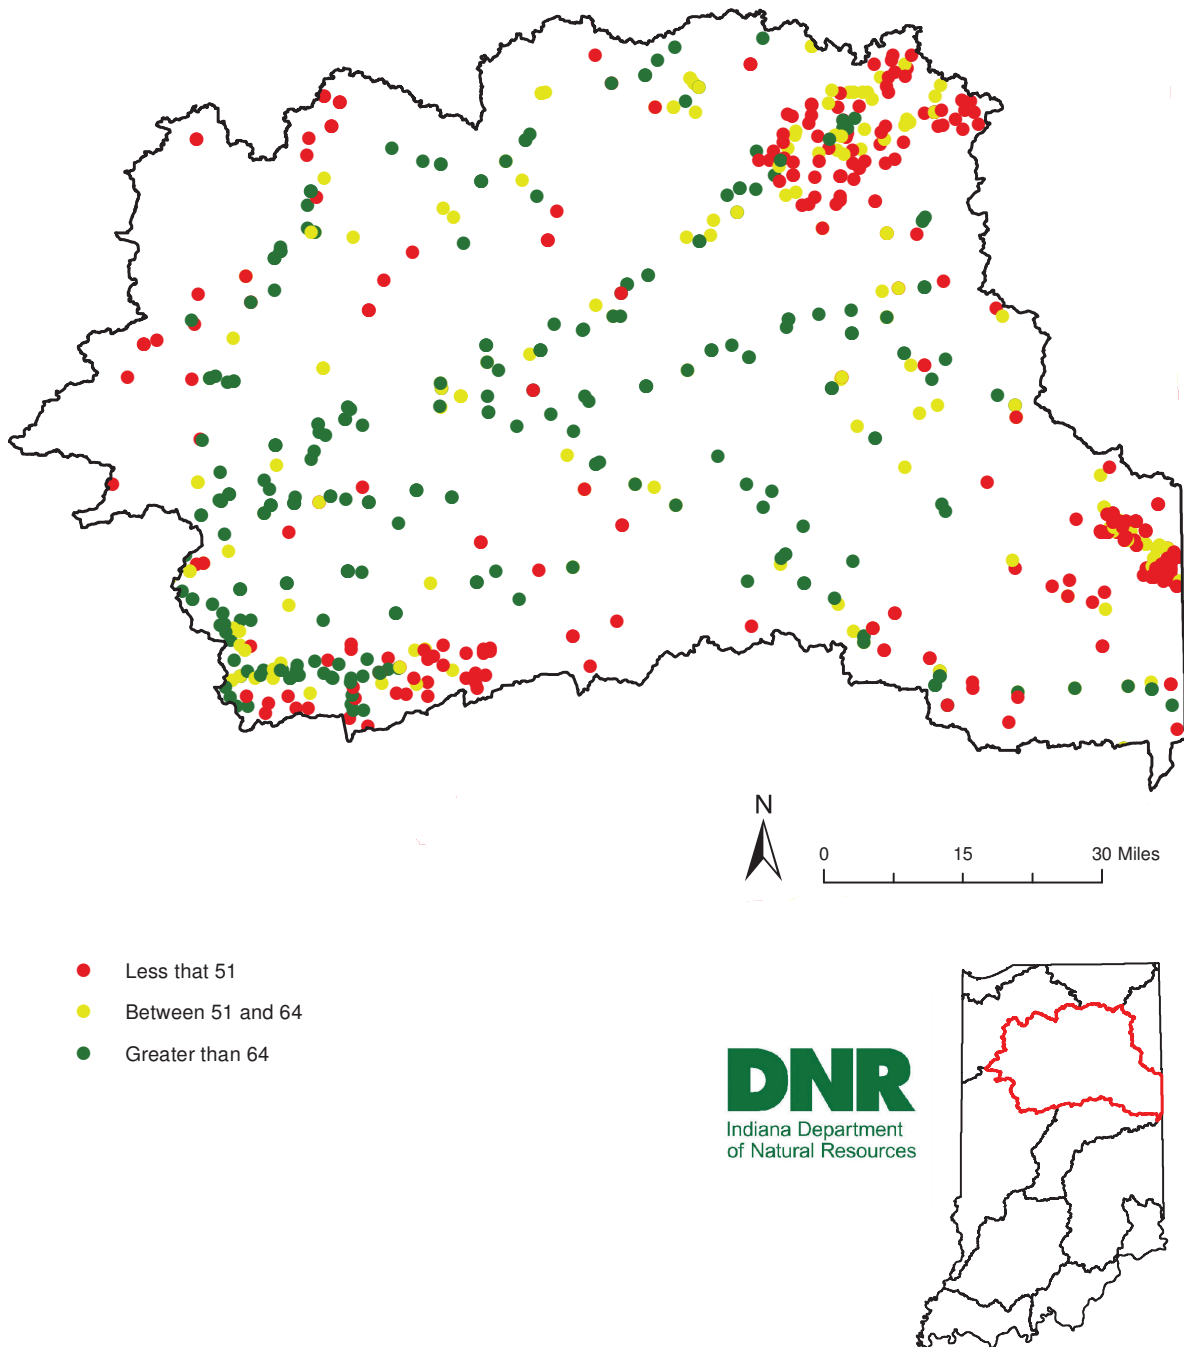 N
0 15 30 Miles
Less that 51
Between 51 and 64
Greater than 64
DNR
Indiana Department
of Natural Resources